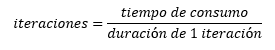 iteraciones = tiempo de consumo / duración de 1 iteración